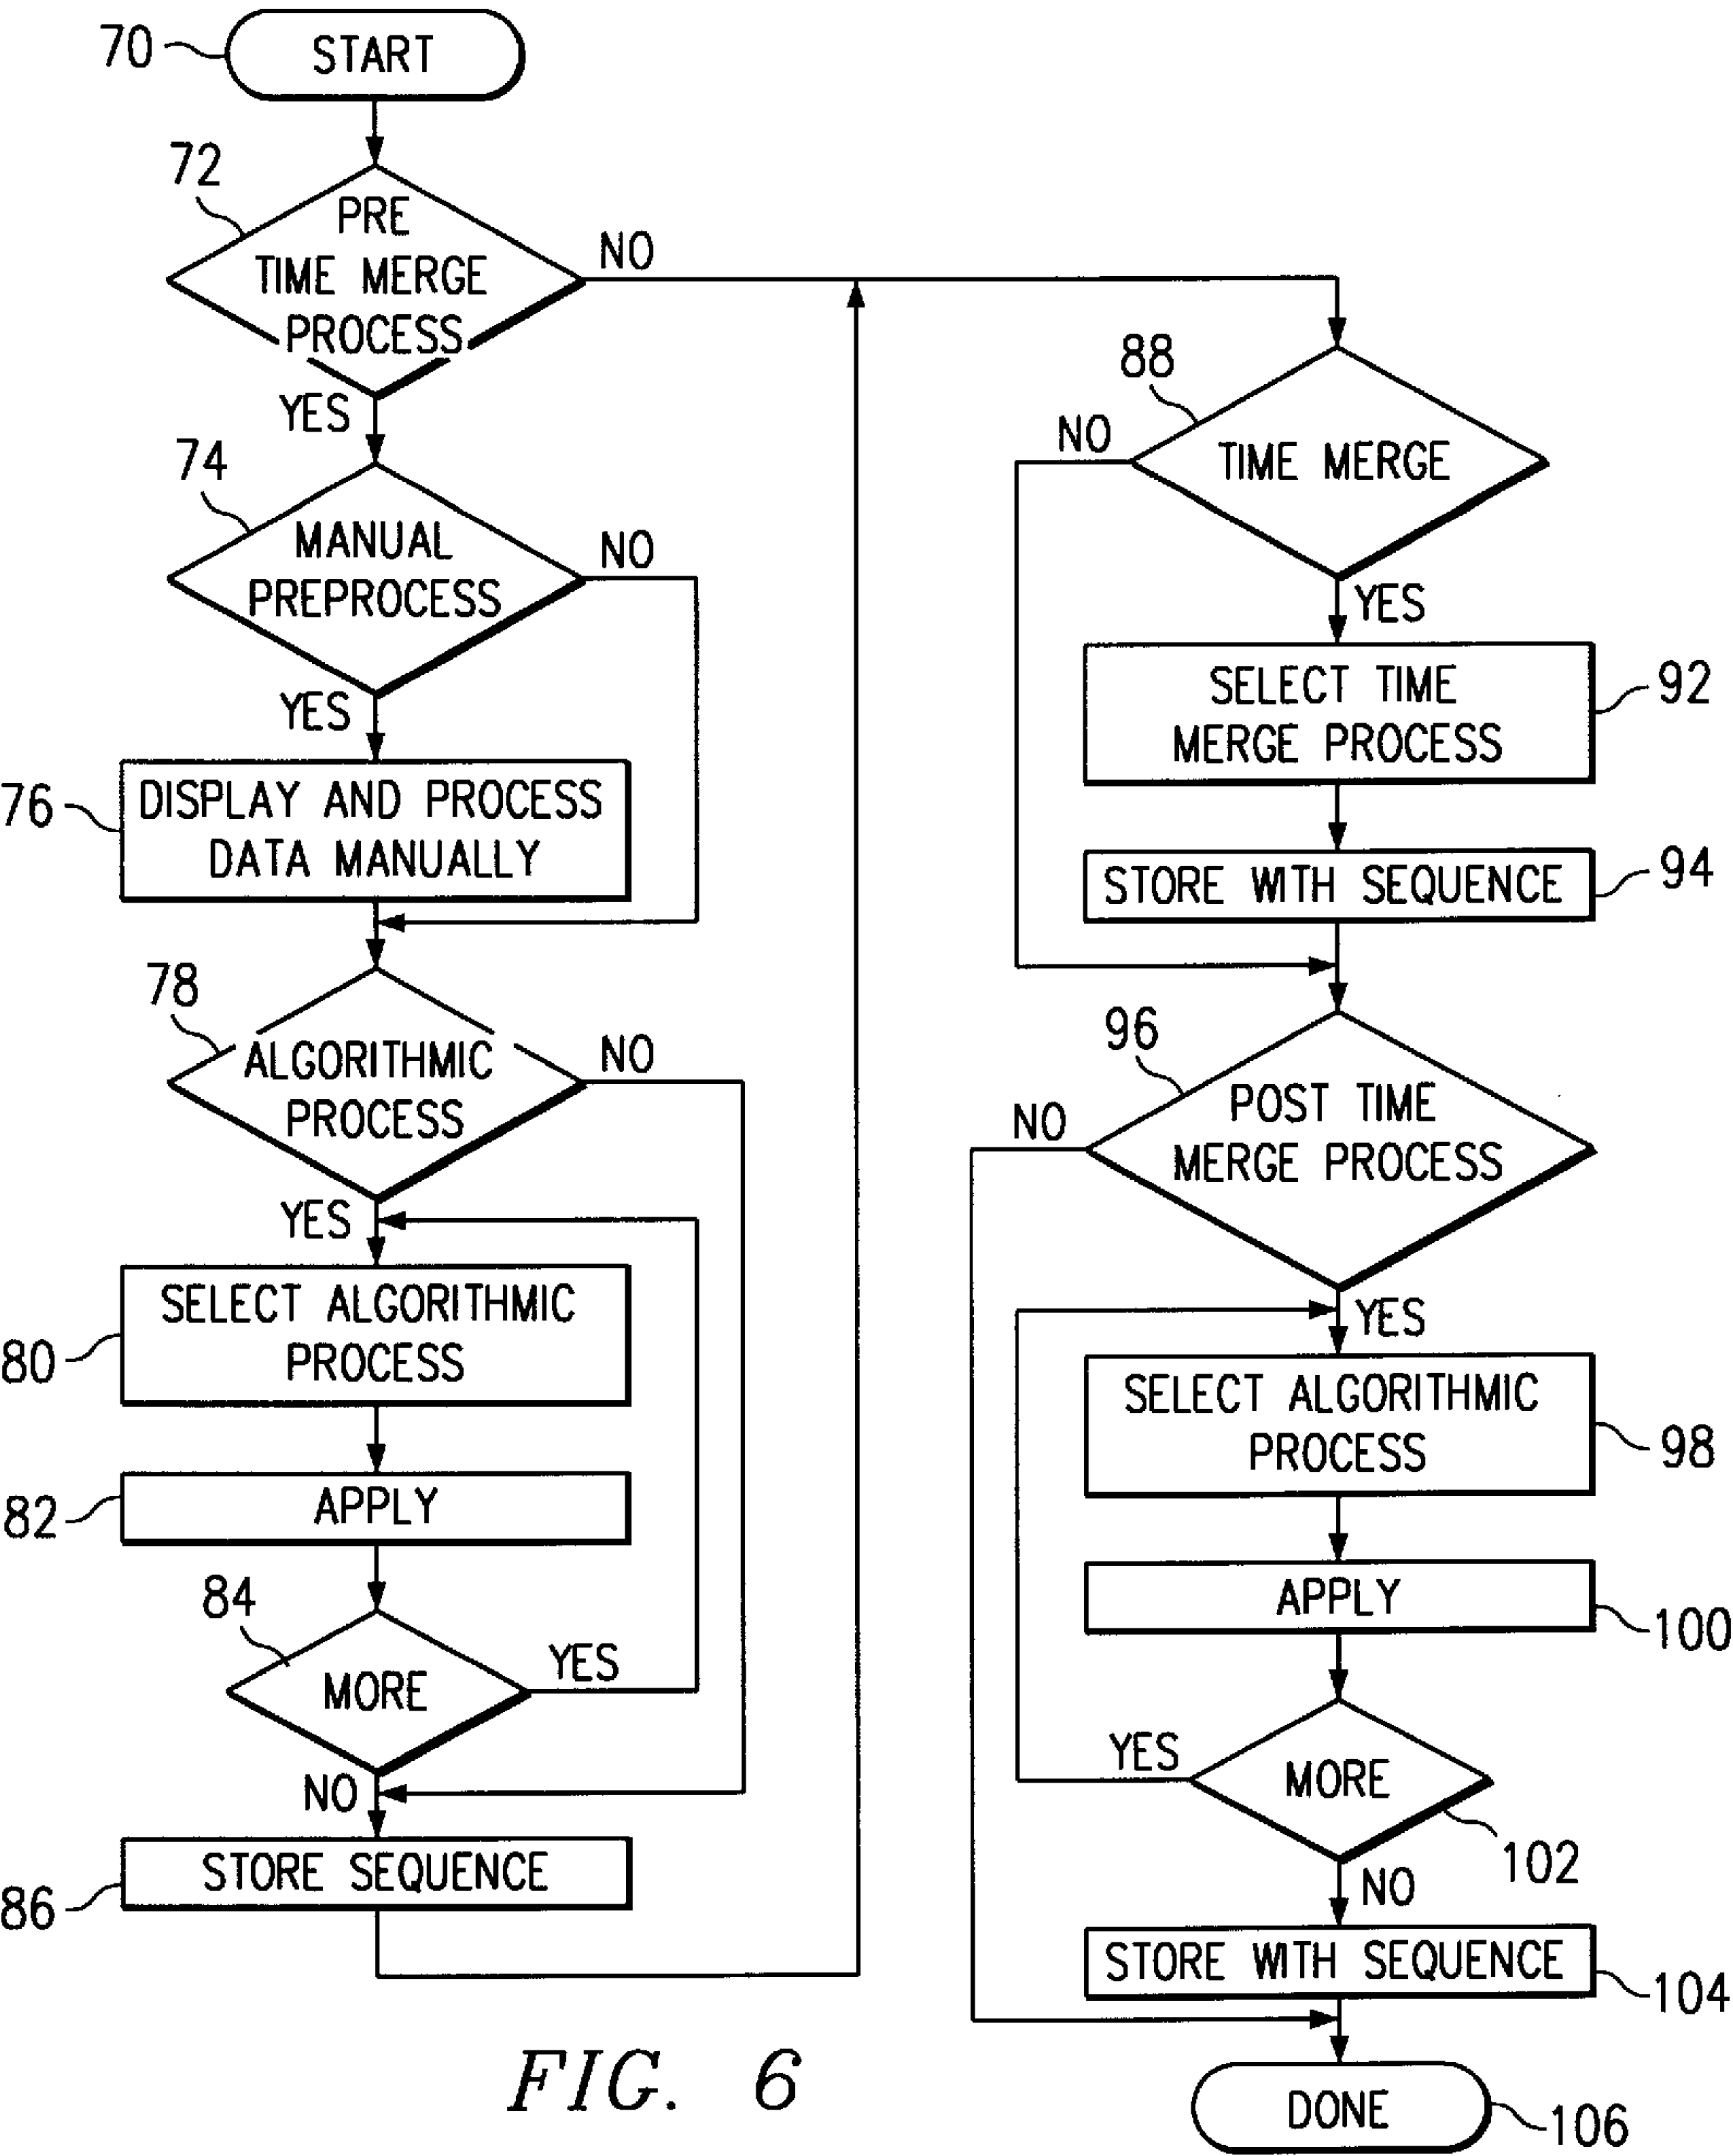 70
START
72
PRE
TIME MERGE
PROCESS
NO
YES
74
MANUAL
PREPROCESS
NO
YES
76
DISPLAY AND PROCESS
DATA MANUALLY
78
ALGORITHMIC
PROCESS
NO
YES
80
SELECT ALGORITHMIC
PROCESS
82
APPLY
84
MORE
YES
NO
86
STORE SEQUENCE
88
TIME MERGE
NO
YES
SELECT TIME
MERGE PROCESS
92
STORE WITH SEQUENCE
94
96
POST TIME
MERGE PROCESS
NO
YES
SELECT ALGORITHMIC
PROCESS
98
APPLY
100
MORE
YES
102
NO
STORE WITH SEQUENCE
104
DONE
106
FIG. 6